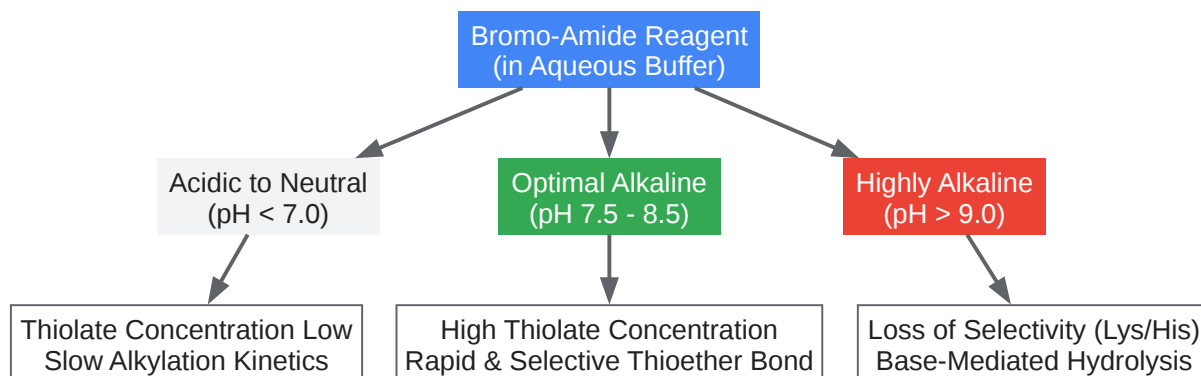 Bromo-Amide Reagent
(in Aqueous Buffer)
Acidic to Neutral
(pH < 7.0)
Optimal Alkaline
(pH 7.5 - 8.5)
Highly Alkaline
(pH > 9.0)
Thiolate Concentration Low
Slow Alkylation Kinetics
High Thiolate Concentration
Rapid & Selective Thioether Bond
Loss of Selectivity (Lys/His)
Base-Mediated Hydrolysis